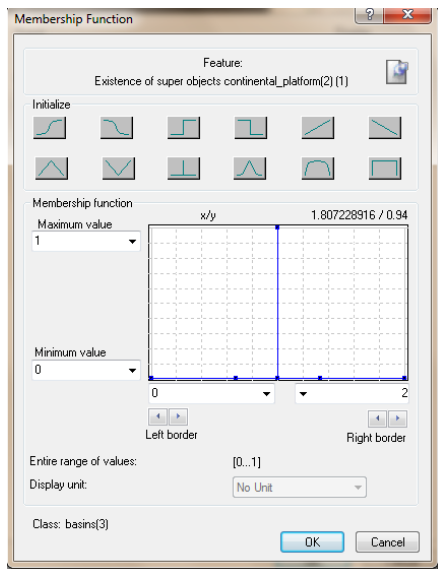 Membership Function
Feature:
Existence of super objects continental_platform(2) (1)
Initialize
Membership function
Maximum value
x/y
1.807228916 / 0.94
1
Minimum value
0
0
2
Left border
Right border
Entire range of values:
[0...1]
Display unit:
No Unit
Class: basins(3)
OK
Cancel